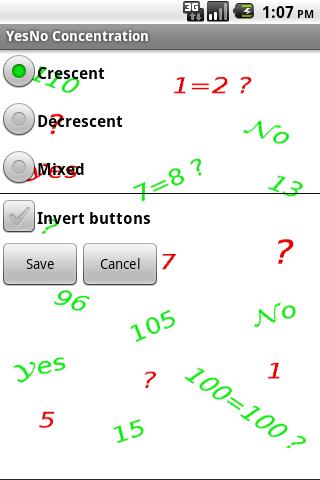 3G 1:07 PM
YesNo Concentration
110
Crescent
1=2 ?
?
Decrescent
No
Yes
Mixed
7=8 ?
13
?
Invert buttons
Save
Cancel
7
?
96
105
No
Yes
?
1
100=100 ?
5
15